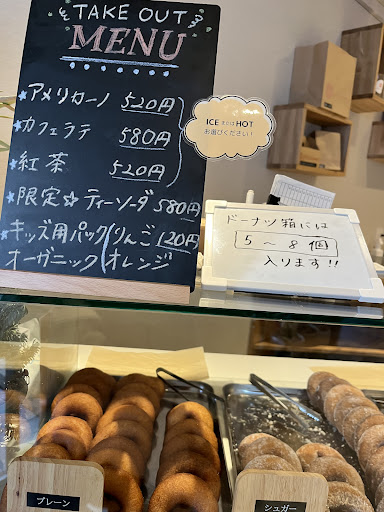 TAKE OUT
MENU
★アメリカーノ 520円
★カフェラテ 580円
★紅茶 520円
★限定☆ティーソーダ 580円
★キッズ用パック りんご 120円
オーガニック オレンジ
ICE または HOT
お選びください!
ドーナツ箱には
5〜8個
入ります!!
プレーン
シュガー